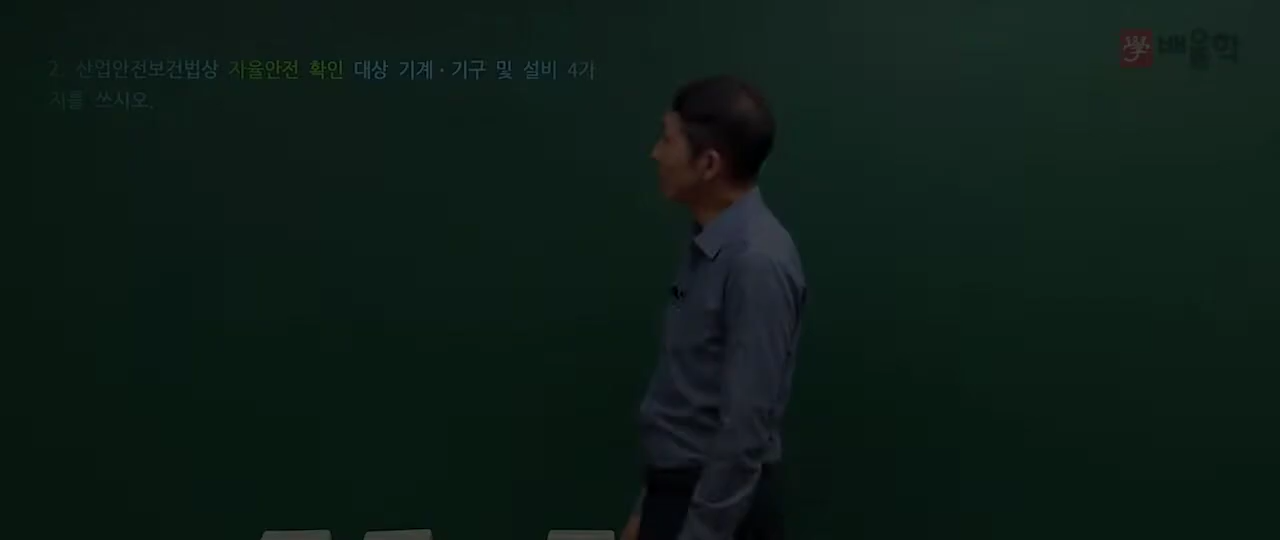 2. 산업안전보건법상 자율안전 확인 대상 기계·기구 및 설비 4가
지를 쓰시오.
學 배울학